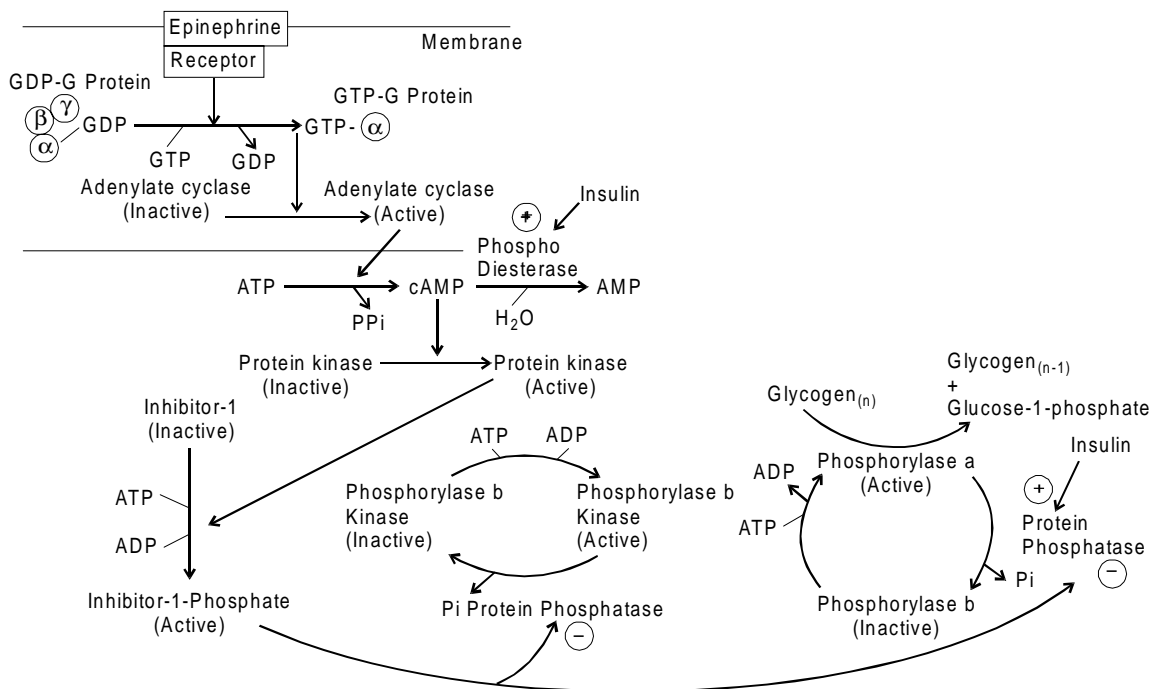 Epinephrine
Membrane
Receptor
GDP-G Protein
GTP-G Protein
β γ
α GDP
GTP- α
GTP GDP
Adenylate cyclase
(Inactive)
Adenylate cyclase
(Active)
Insulin
+
Phospho
Diesterase
ATP
cAMP
AMP
PPi
H₂O
Protein kinase
(Inactive)
Protein kinase
(Active)
Inhibitor-1
(Inactive)
ATP
ADP
Inhibitor-1-Phosphate
(Active)
ATP ADP
Phosphorylase b
Kinase
(Inactive)
Phosphorylase b
Kinase
(Active)
Pi Protein Phosphatase
−
Glycogen(n)
Glycogen(n-1)
+
Glucose-1-phosphate
Phosphorylase a
(Active)
ADP
ATP
Phosphorylase b
(Inactive)
Pi
Insulin
+
Protein
Phosphatase
−